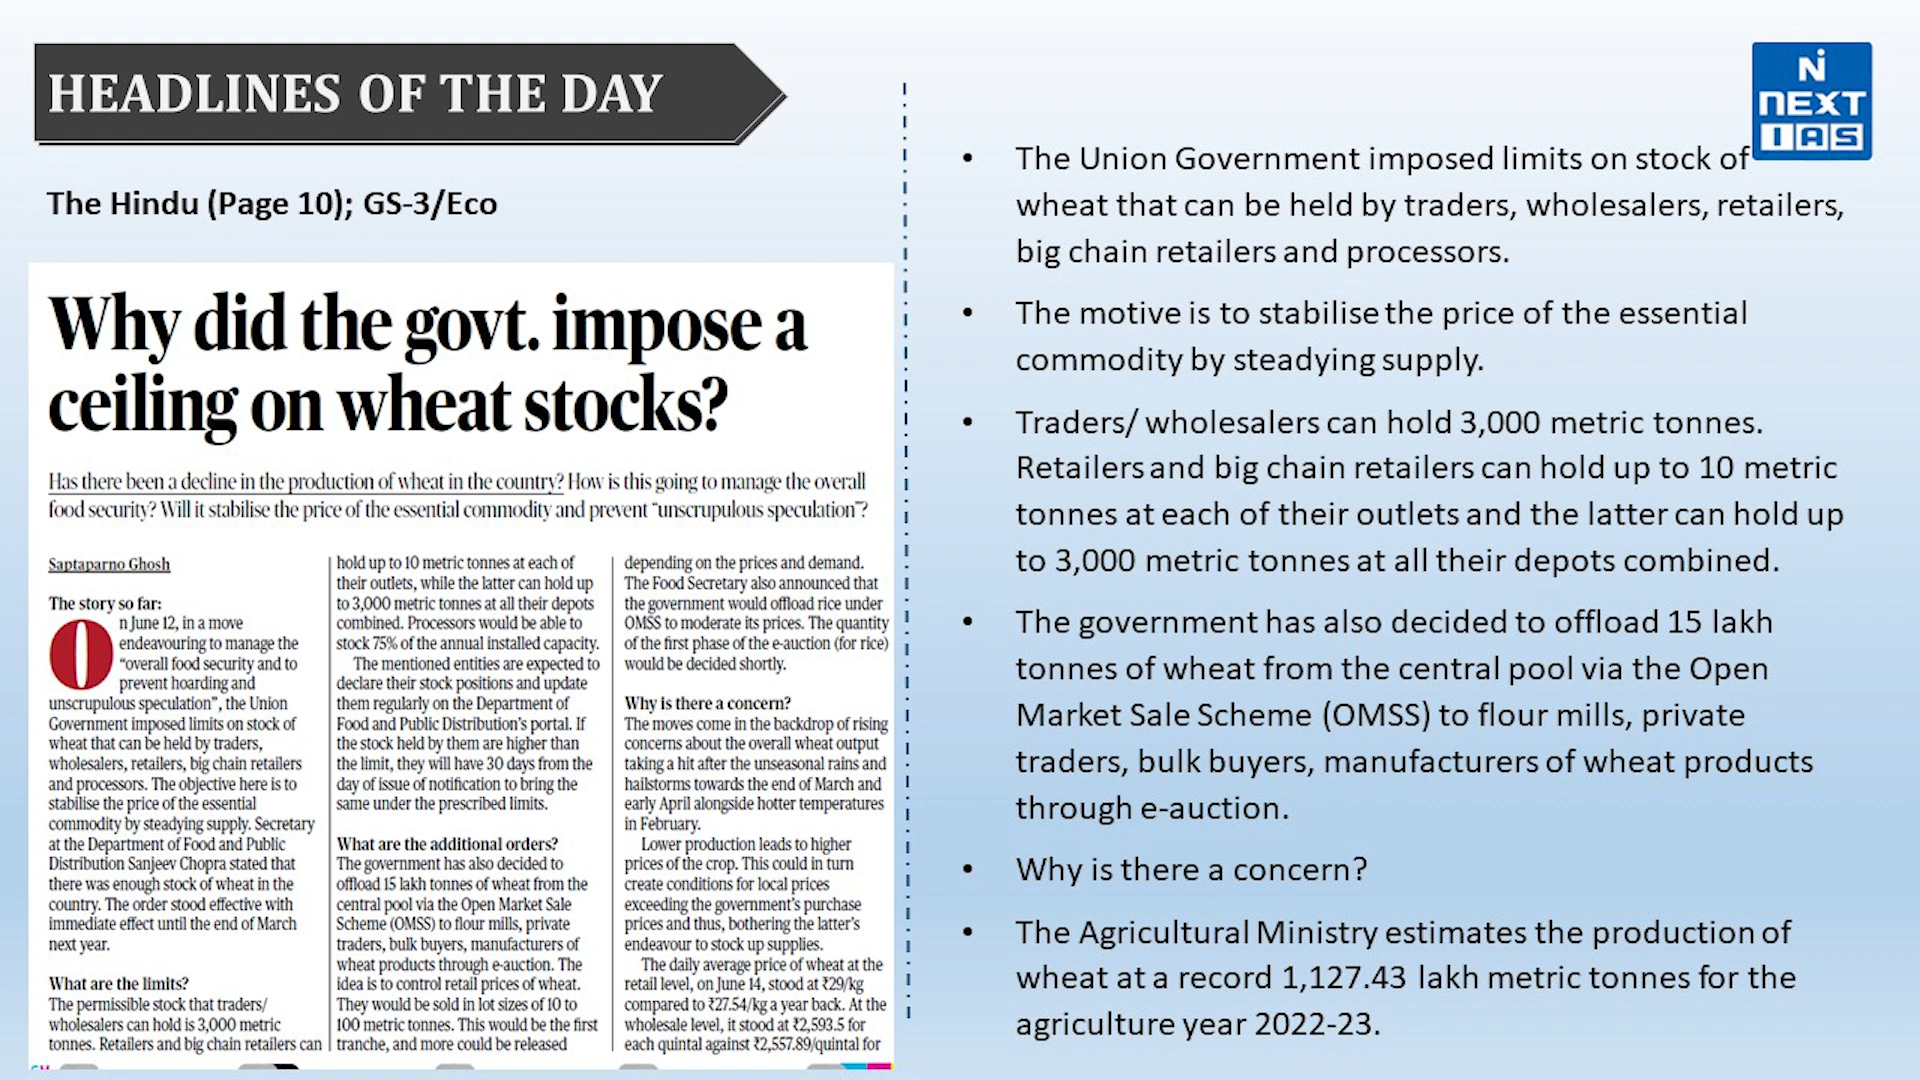 HEADLINES OF THE DAY
The Hindu (Page 10); GS-3/Eco
Why did the govt. impose a
ceiling on wheat stocks?
Has there been a decline in the production of wheat in the country? How is this going to manage the overall
food security? Will it stabilise the price of the essential commodity and prevent “unscrupulous speculation”?
Saptaparno Ghosh
The story so far:
On June 12, in a move
endeavouring to manage the
“overall food security and to
prevent hoarding and
unscrupulous speculation”, the Union
Government imposed limits on stock of
wheat that can be held by traders,
wholesalers, retailers, big chain retailers
and processors. The objective here is to
stabilise the price of the essential
commodity by steadying supply. Secretary
at the Department of Food and Public
Distribution Sanjeev Chopra stated that
there was enough stock of wheat in the
country. The order stood effective with
immediate effect until the end of March
next year.
What are the limits?
The permissible stock that traders/
wholesalers can hold is 3,000 metric
tonnes. Retailers and big chain retailers can
hold up to 10 metric tonnes at each of
their outlets, while the latter can hold up
to 3,000 metric tonnes at all their depots
combined. Processors would be able to
stock 75% of the annual installed capacity.
The mentioned entities are expected to
declare their stock positions and update
them regularly on the Department of
Food and Public Distribution’s portal. If
the stock held by them are higher than
the limit, they will have 30 days from the
day of issue of notification to bring the
same under the prescribed limits.
What are the additional orders?
The government has also decided to
offload 15 lakh tonnes of wheat from the
central pool via the Open Market Sale
Scheme (OMSS) to flour mills, private
traders, bulk buyers, manufacturers of
wheat products through e-auction. The
idea is to control retail prices of wheat.
They would be sold in lot sizes of 10 to
100 metric tonnes. This would be the first
tranche, and more could be released
depending on the prices and demand.
The Food Secretary also announced that
the government would offload rice under
OMSS to moderate its prices. The quantity
of the first phase of the e-auction (for rice)
would be decided shortly.
Why is there a concern?
The moves come in the backdrop of rising
concerns about the overall wheat output
taking a hit after the unseasonal rains and
hailstorms towards the end of March and
early April alongside hotter temperatures
in February.
Lower production leads to higher
prices of the crop. This could in turn
create conditions for local prices
exceeding the government’s purchase
prices and thus, bothering the latter’s
endeavour to stock up supplies.
The daily average price of wheat at the
retail level, on June 14, stood at ₹29/kg
compared to ₹27.54/kg a year back. At the
wholesale level, it stood at ₹2,593.5 for
each quintal against ₹2,557.89/quintal for
N
NEXT
IAS
• The Union Government imposed limits on stock of
wheat that can be held by traders, wholesalers, retailers,
big chain retailers and processors.
• The motive is to stabilise the price of the essential
commodity by steadying supply.
• Traders/ wholesalers can hold 3,000 metric tonnes.
Retailers and big chain retailers can hold up to 10 metric
tonnes at each of their outlets and the latter can hold up
to 3,000 metric tonnes at all their depots combined.
• The government has also decided to offload 15 lakh
tonnes of wheat from the central pool via the Open
Market Sale Scheme (OMSS) to flour mills, private
traders, bulk buyers, manufacturers of wheat products
through e-auction.
• Why is there a concern?
• The Agricultural Ministry estimates the production of
wheat at a record 1,127.43 lakh metric tonnes for the
agriculture year 2022-23.